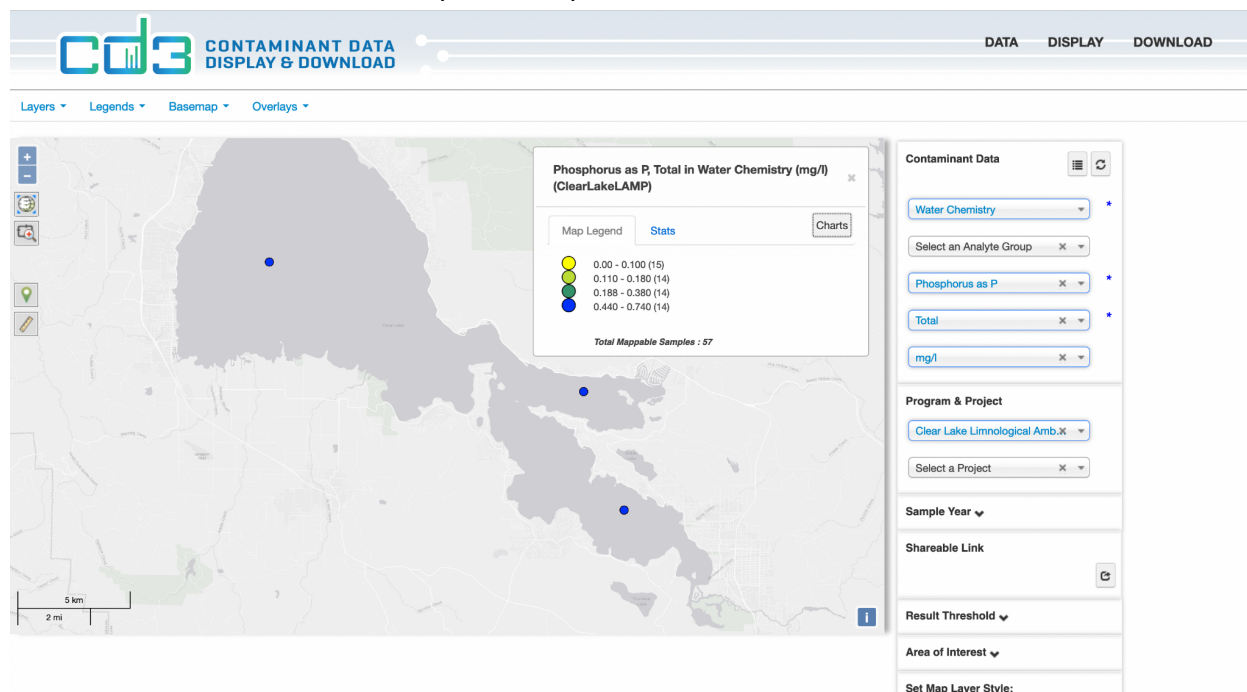 cd3 CONTAMINANT DATA
DISPLAY & DOWNLOAD
DATA DISPLAY DOWNLOAD
Layers Legends Basemap Overlays
+
−
Phosphorus as P, Total in Water Chemistry (mg/l)
(ClearLakeLAMP)
×
Map Legend Stats Charts
0.00 - 0.100 (15)
0.110 - 0.180 (14)
0.188 - 0.380 (14)
0.440 - 0.740 (14)
Total Mappable Samples : 57
Clear Lake
5 km
2 mi
i
Contaminant Data
Water Chemistry *
Select an Analyte Group ×
Phosphorus as P × *
Total × *
mg/l ×
Program & Project
Clear Lake Limnological Amb. ×
Select a Project ×
Sample Year
Shareable Link
Result Threshold
Area of Interest
Set Map Layer Style: